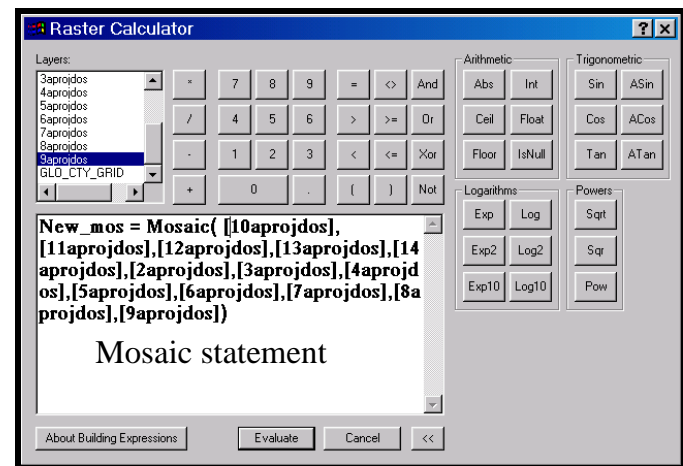 Raster Calculator ? ×
Layers:
3aprojdos
4aprojdos
5aprojdos
6aprojdos
7aprojdos
8aprojdos
9aprojdos
GLO_CTY_GRID
* 7 8 9 = <> And
/ 4 5 6 > >= Or
- 1 2 3 < <= Xor
+ 0 . ( ) Not
Arithmetic
Abs Int
Ceil Float
Floor IsNull
Trigonometric
Sin ASin
Cos ACos
Tan ATan
Logarithms
Exp Log
Exp2 Log2
Exp10 Log10
Powers
Sqrt
Sqr
Pow
New_mos = Mosaic( [10aprojdos],
[11aprojdos],[12aprojdos],[13aprojdos],[14
aprojdos],[2aprojdos],[3aprojdos],[4aprojd
os],[5aprojdos],[6aprojdos],[7aprojdos],[8a
projdos],[9aprojdos])
Mosaic statement
About Building Expressions Evaluate Cancel <<